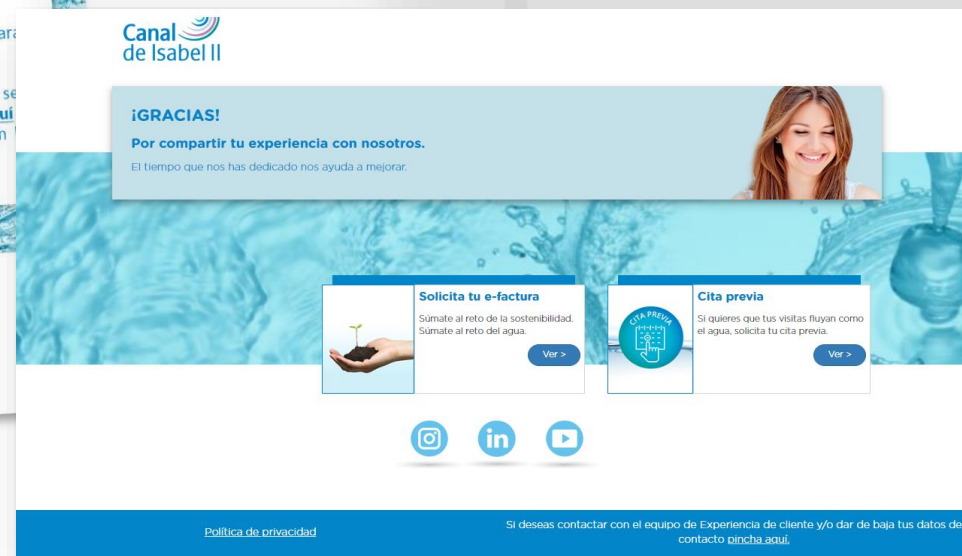 Canal
de Isabel II
¡GRACIAS!
Por compartir tu experiencia con nosotros.
El tiempo que nos has dedicado nos ayuda a mejorar.
Solicita tu e-factura
Súmate al reto de la sostenibilidad.
Súmate al reto del agua.
Ver >
CITA PREVIA
Cita previa
Si quieres que tus visitas fluyan como
el agua, solicita tu cita previa.
Ver >
in
Política de privacidad
Si deseas contactar con el equipo de Experiencia de cliente y/o dar de baja tus datos de
contacto pincha aquí.